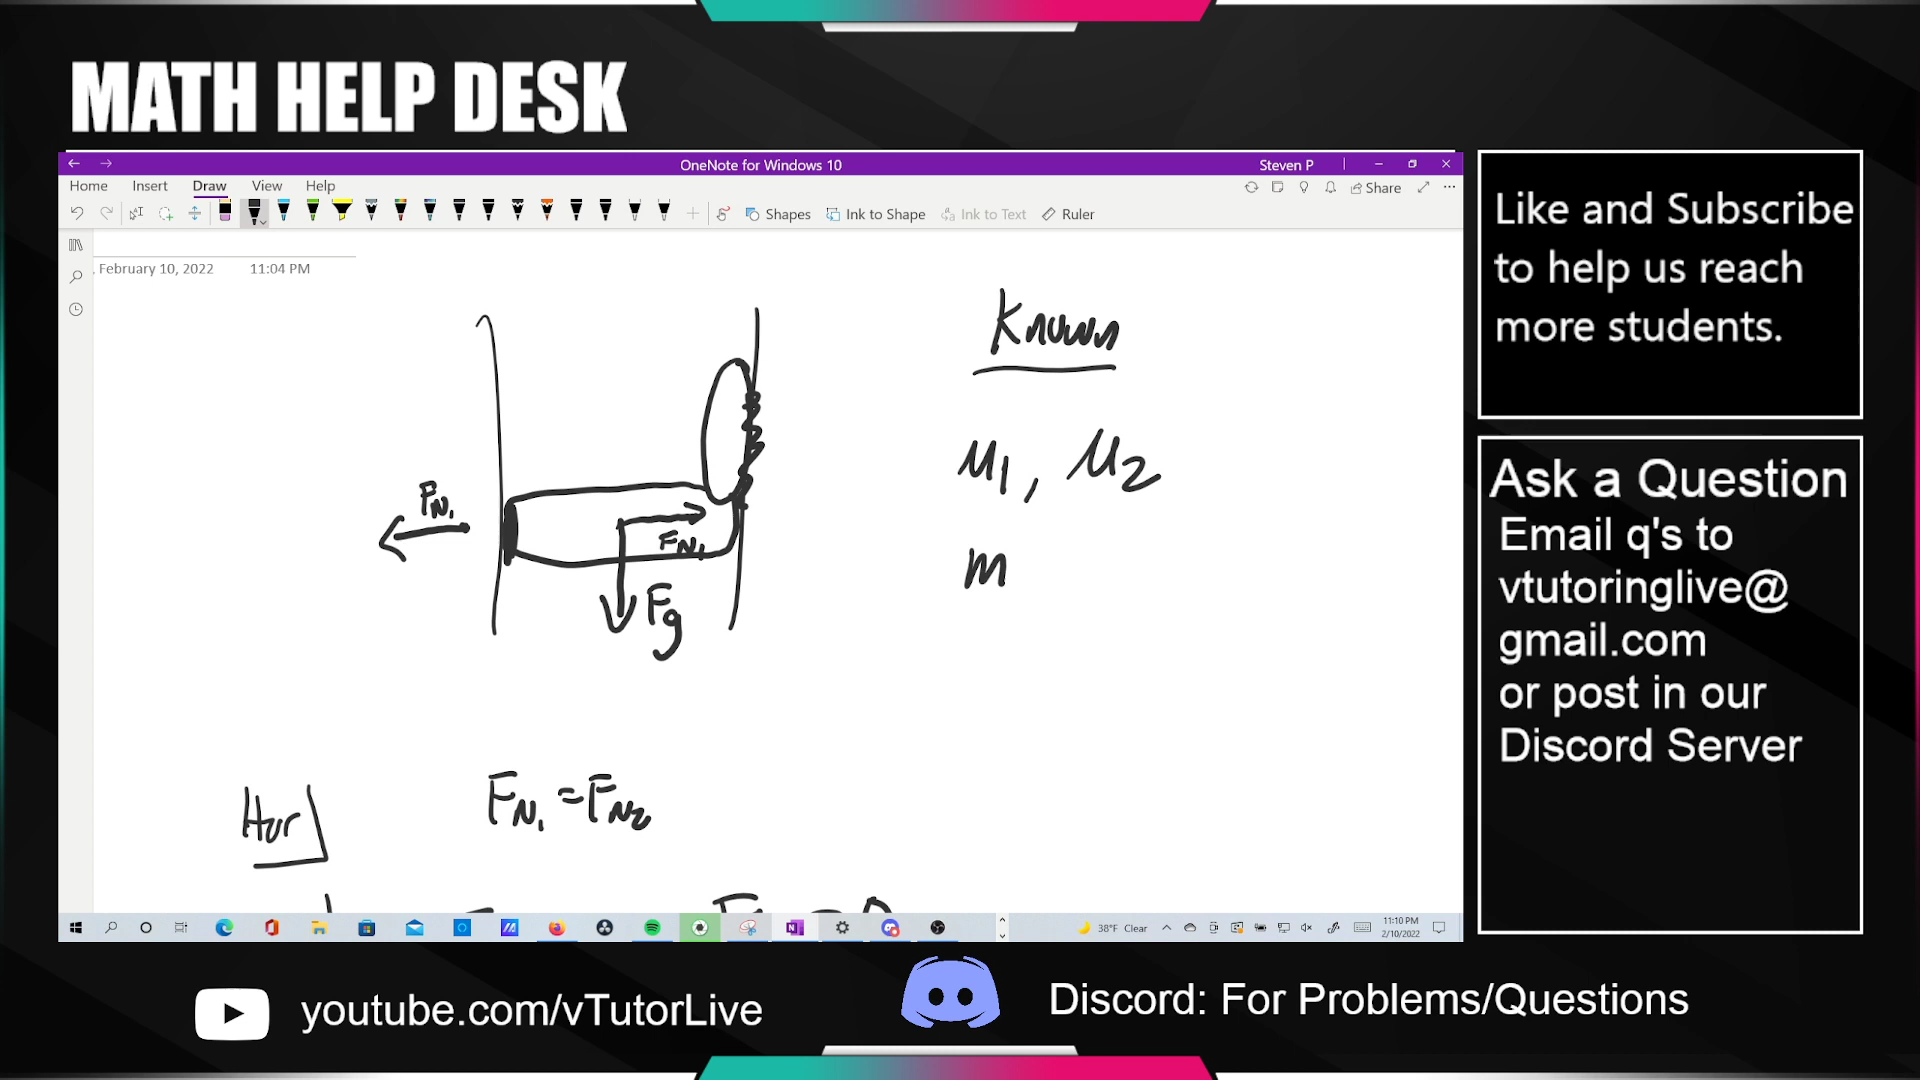 MATH HELP DESK
OneNote for Windows 10
Steven P
Home Insert Draw View Help
Share
Shapes Ink to Shape Ink to Text Ruler
, February 10, 2022 11:04 PM
Known
μ1, μ2
m
FN1
FN1
Fg
Hor
FN1 = FN2
38°F Clear
11:10 PM
2/10/2022
Like and Subscribe
to help us reach
more students.
Ask a Question
Email q's to
vtutoringlive@
gmail.com
or post in our
Discord Server
youtube.com/vTutorLive
Discord: For Problems/Questions